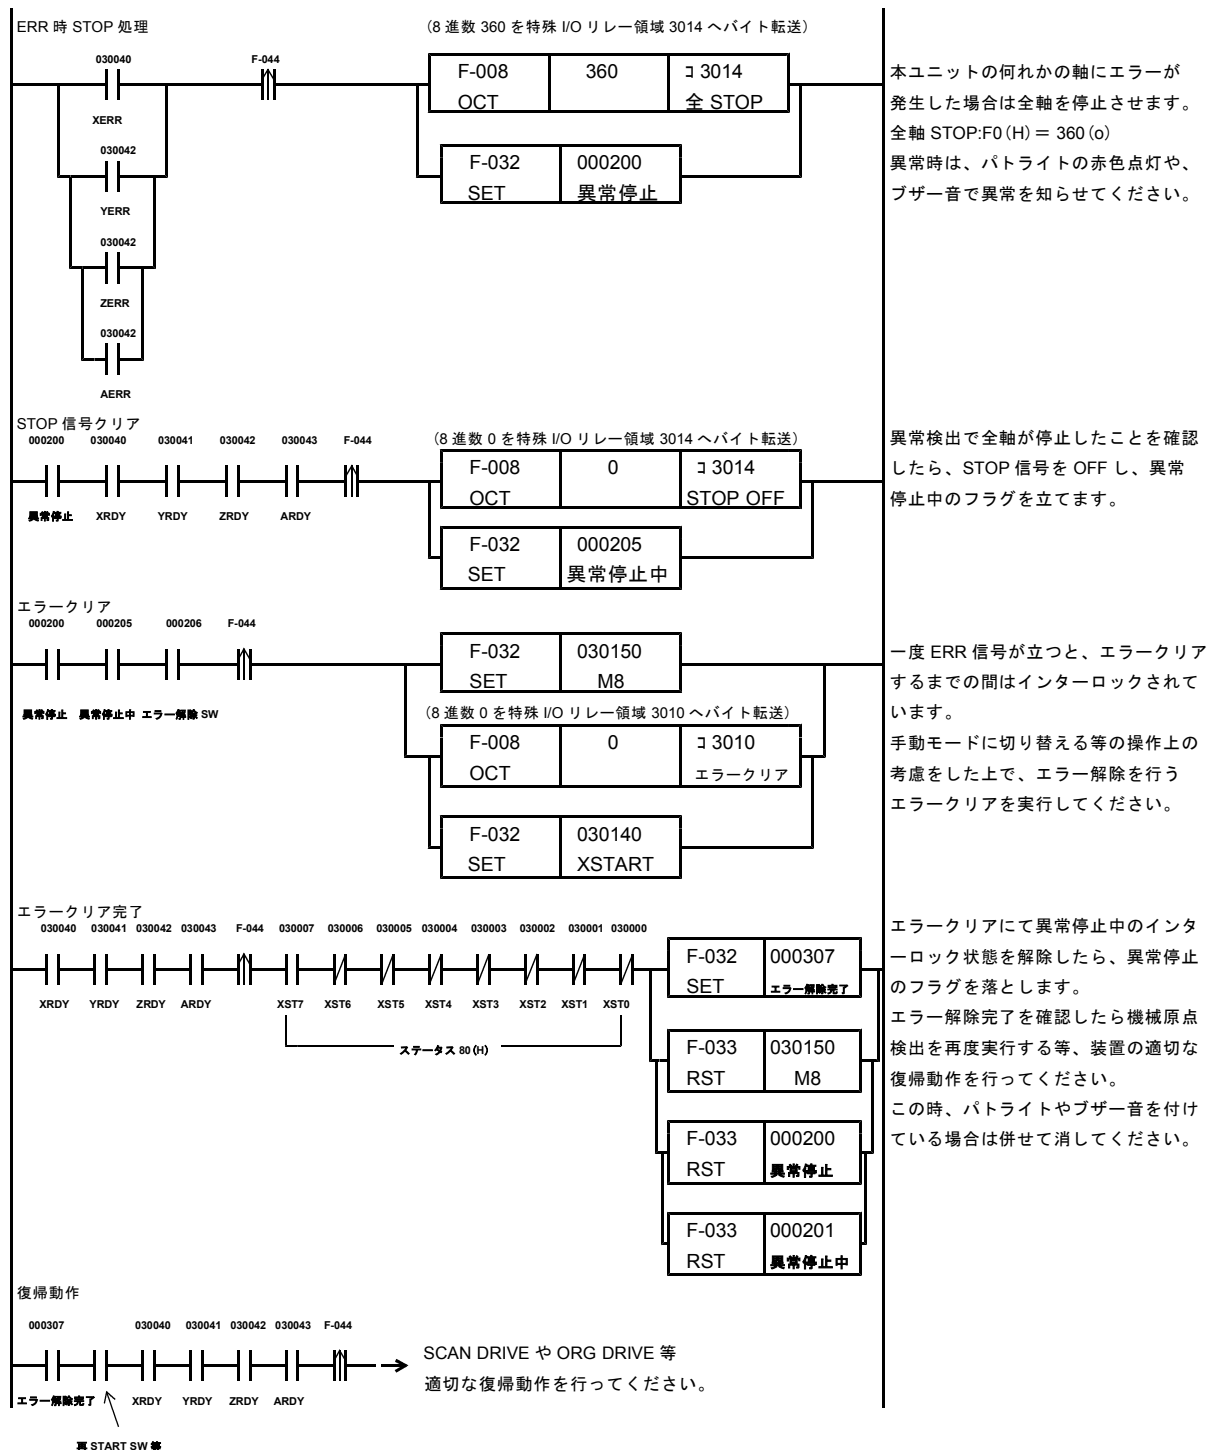 ERR 時 STOP 処理
(8 進数 360 を特殊 I/O リレー領域 3014 へバイト転送)
030040 F-044
F-008 360 ｺ 3014
OCT 全 STOP
XERR
030042
F-032 000200
SET 異常停止
YERR
030042
ZERR
030042
AERR
本ユニットの何れかの軸にエラーが
発生した場合は全軸を停止させます。
全軸 STOP:F0(H)＝ 360(o)
異常時は、パトライトの赤色点灯や、
ブザー音で異常を知らせてください。
STOP 信号クリア
000200 030040 030041 030042 030043 F-044
(8 進数 0 を特殊 I/O リレー領域 3014 へバイト転送)
F-008 0 ｺ 3014
OCT STOP OFF
異常停止 XRDY YRDY ZRDY ARDY
F-032 000205
SET 異常停止中
異常検出で全軸が停止したことを確認
したら、STOP 信号を OFF し、異常
停止中のフラグを立てます。
エラークリア
000200 000205 000206 F-044
F-032 030150
SET M8
異常停止 異常停止中 エラー解除 SW
(8 進数 0 を特殊 I/O リレー領域 3010 へバイト転送)
F-008 0 ｺ 3010
OCT エラークリア
F-032 030140
SET XSTART
一度 ERR 信号が立つと、エラークリア
するまでの間はインターロックされて
います。
手動モードに切り替える等の操作上の
考慮をした上で、エラー解除を行う
エラークリアを実行してください。
エラークリア完了
030040 030041 030042 030043 F-044 030007 030006 030005 030004 030003 030002 030001 030000
F-032 000307
SET エラー解除完了
XRDY YRDY ZRDY ARDY XST7 XST6 XST5 XST4 XST3 XST2 XST1 XST0
ステータス 80(H)
F-033 030150
RST M8
F-033 000200
RST 異常停止
F-033 000201
RST 異常停止中
エラークリアにて異常停止中のインタ
ーロック状態を解除したら、異常停止
のフラグを落とします。
エラー解除完了を確認したら機械原点
検出を再度実行する等、装置の適切な
復帰動作を行ってください。
この時、パトライトやブザー音を付け
ている場合は併せて消してください。
復帰動作
000307 030040 030041 030042 030043 F-044
SCAN DRIVE や ORG DRIVE 等
適切な復帰動作を行ってください。
エラー解除完了 XRDY YRDY ZRDY ARDY
再 START SW 等